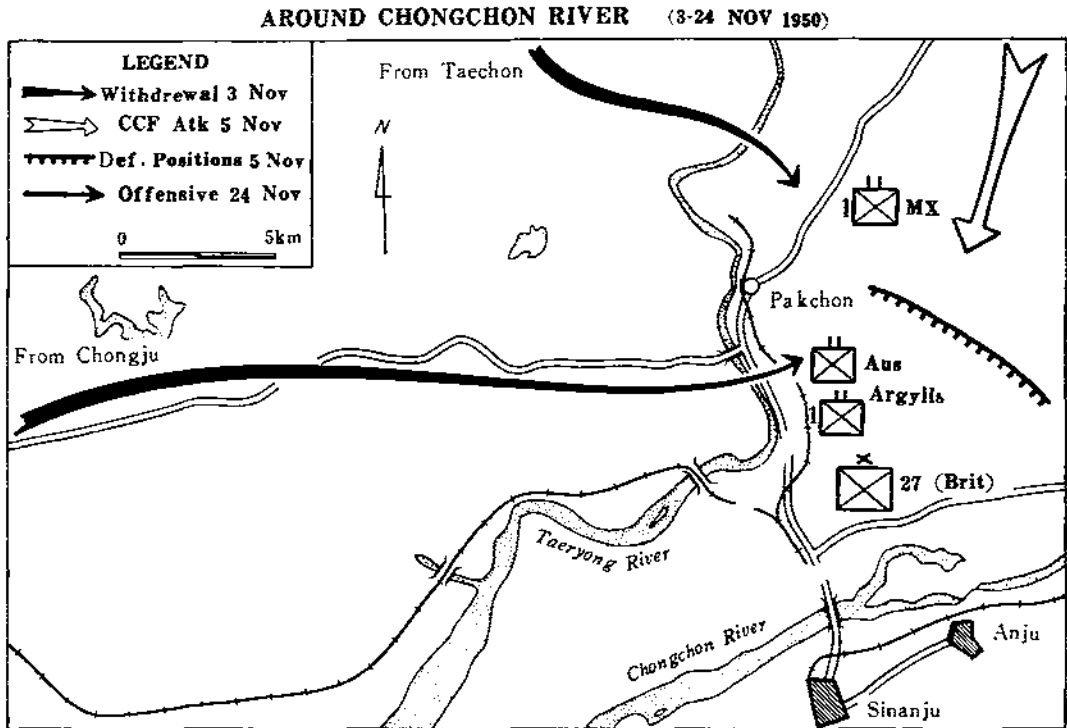 AROUND CHONGCHON RIVER (3-24 NOV 1950)
LEGEND
Withdrewal 3 Nov
CCF Atk 5 Nov
Def. Positions 5 Nov
Offensive 24 Nov
0 5km
From Taechon
N
1 MX
Pakchon
From Chongju
Aus
1 Argylls
27 (Brit)
Taeryong River
Chongchon River
Anju
Sinanju